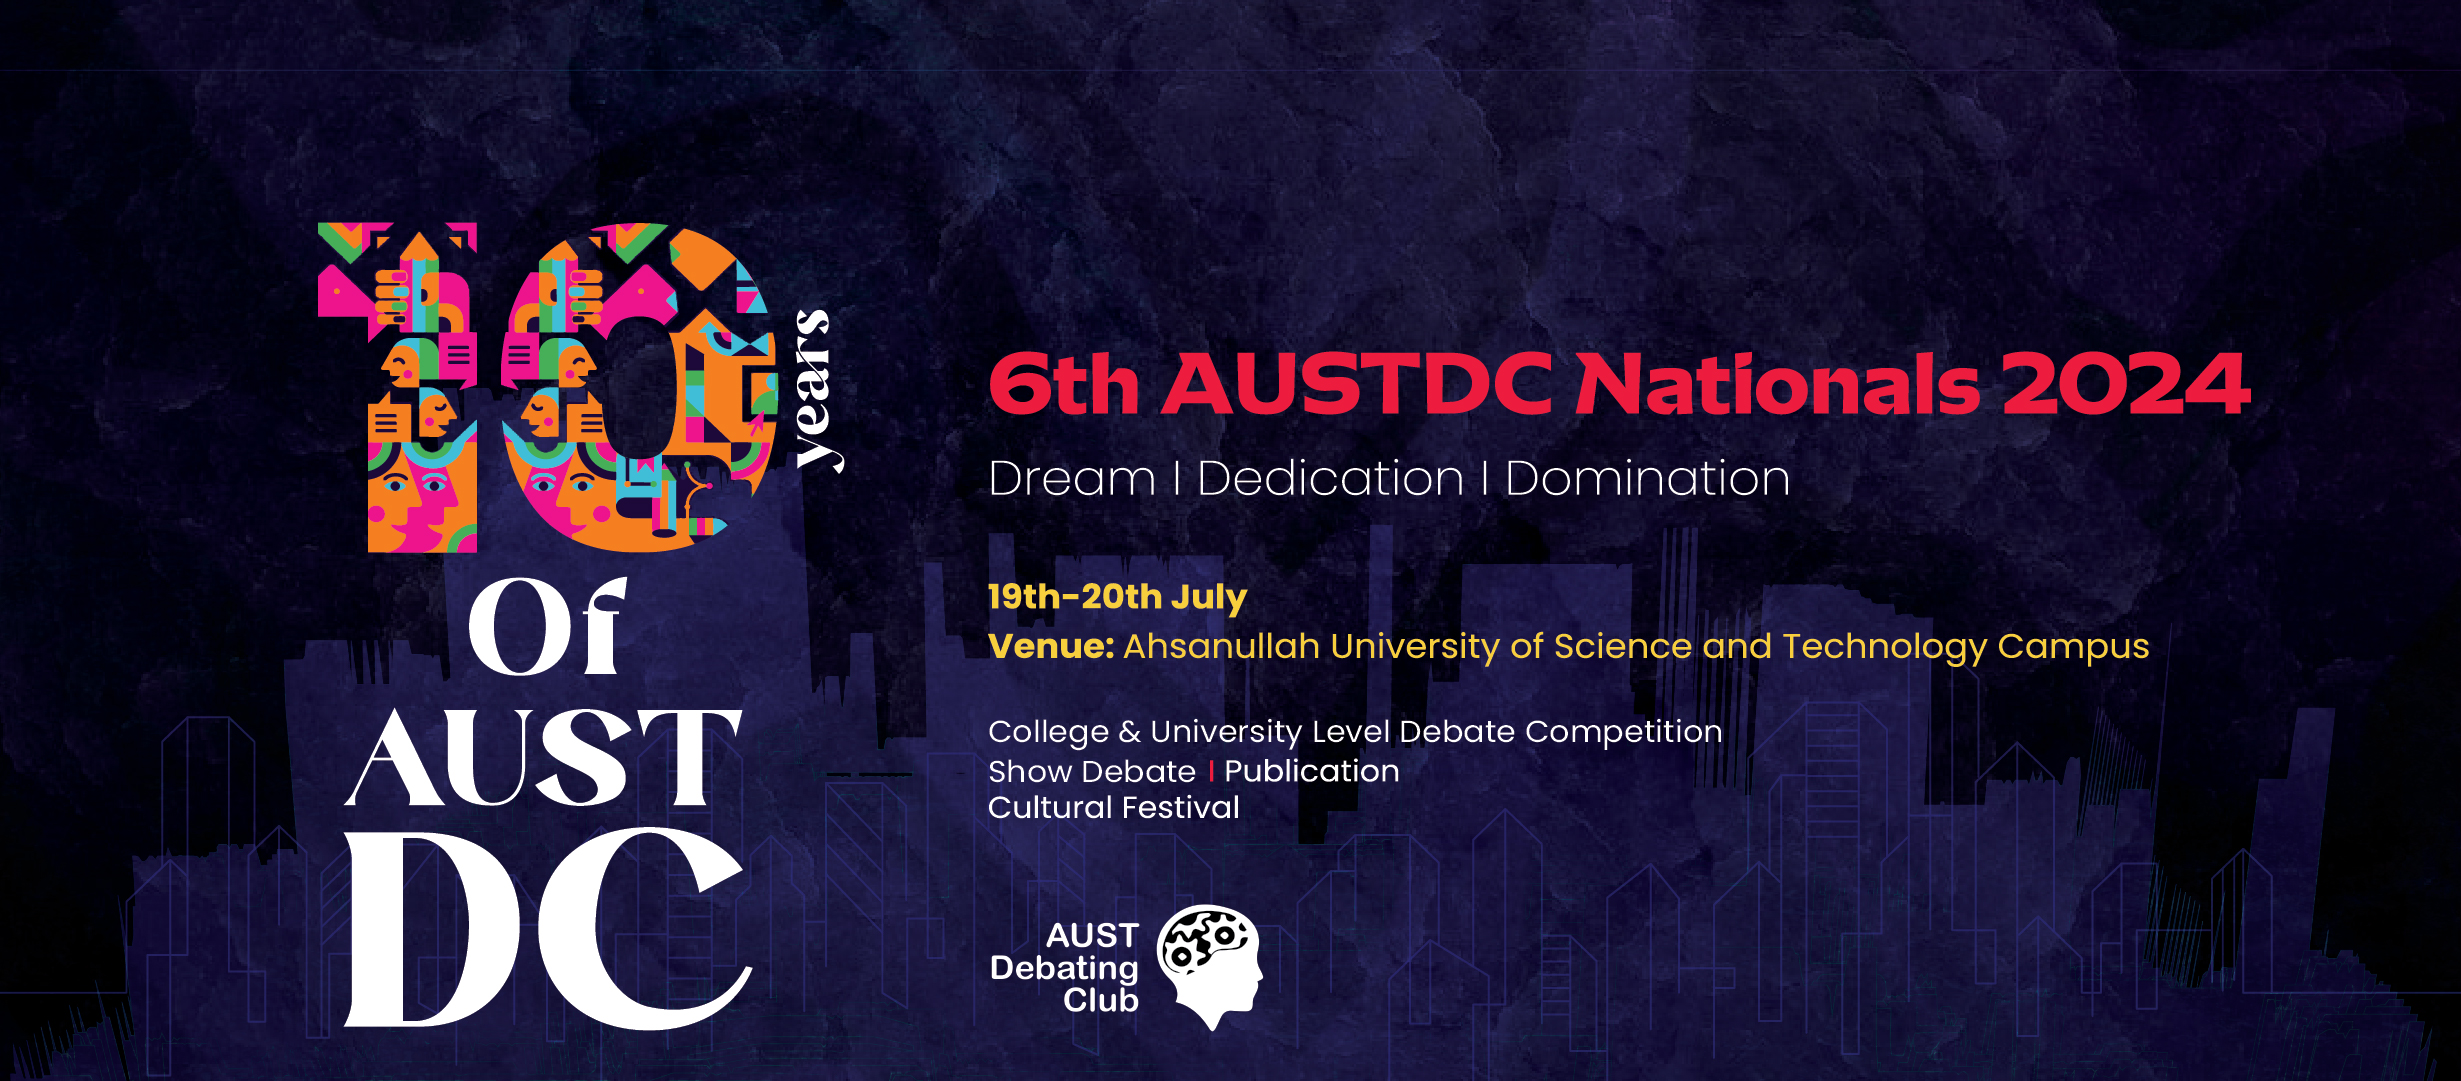 10
years
Of
AUST
DC
6th AUSTDC Nationals 2024
Dream | Dedication | Domination
19th-20th July
Venue: Ahsanullah University of Science and Technology Campus
College & University Level Debate Competition
Show Debate | Publication
Cultural Festival
AUST
Debating
Club